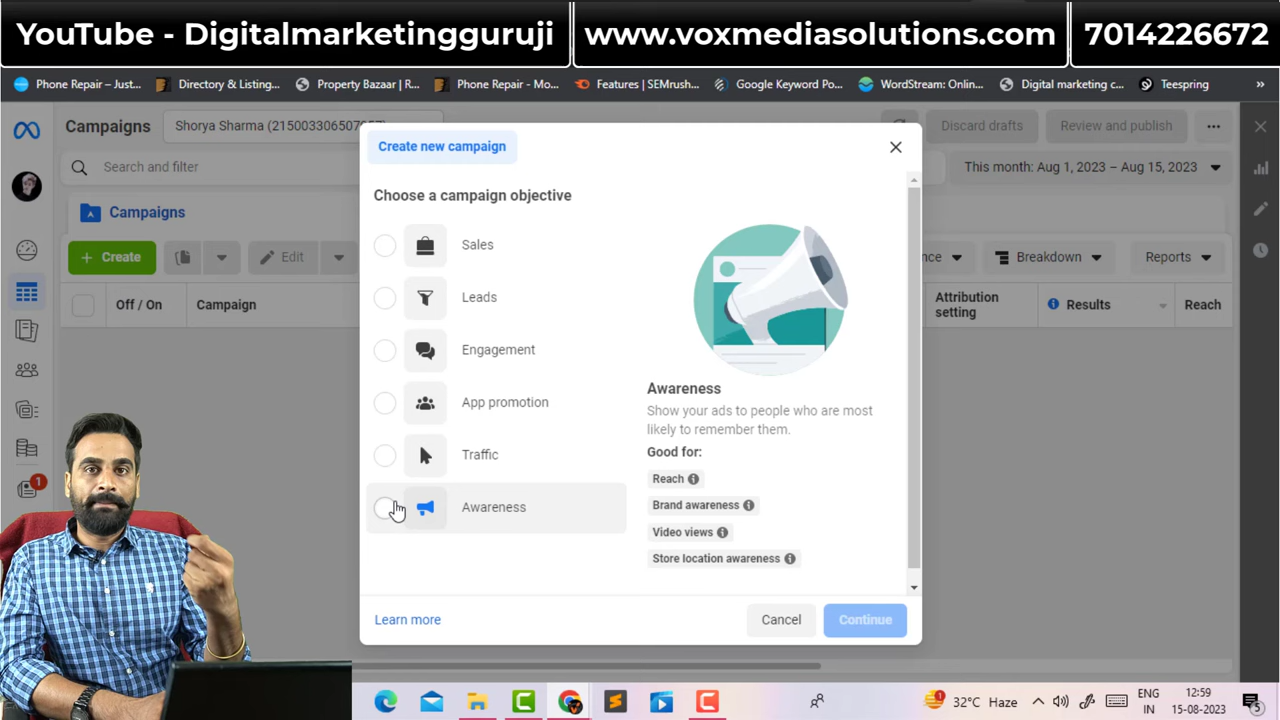 YouTube - Digitalmarketingguruji
www.voxmediasolutions.com
7014226672
Phone Repair – Just...
Directory & Listing...
Property Bazaar | R...
Phone Repair - Mo...
Features | SEMrush...
Google Keyword Po...
WordStream: Onlin...
Digital marketing c...
Teespring
»
Campaigns
Discard drafts
Review and publish
Search and filter
This month: Aug 1, 2023 – Aug 15, 2023
Campaigns
+ Create
Edit
Breakdown
Reports
Off / On
Campaign
Attribution
setting
Results
Reach
Create new campaign
Choose a campaign objective
Sales
Leads
Engagement
App promotion
Traffic
Awareness
Awareness
Show your ads to people who are most
likely to remember them.
Good for:
Reach
Brand awareness
Video views
Store location awareness
Learn more
Cancel
Continue
1
1
32°C Haze
ENG
IN
12:59
15-08-2023
5